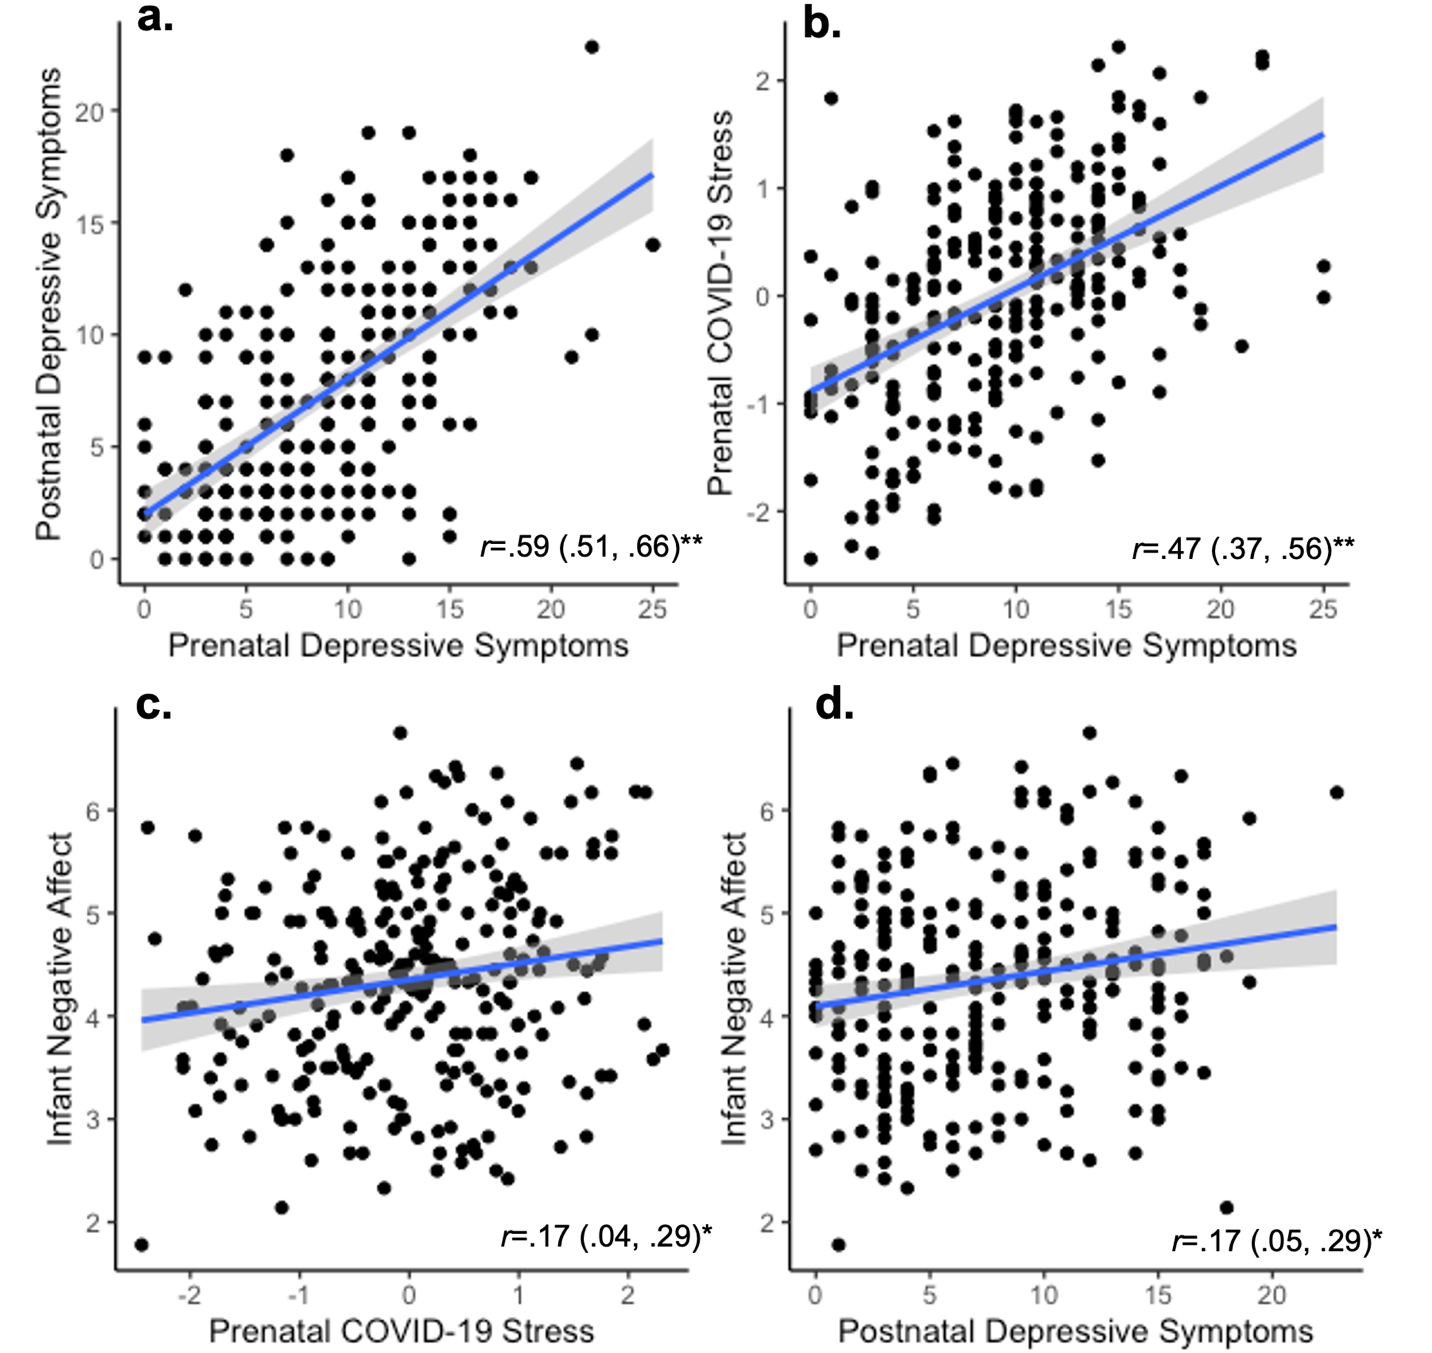 a.
Postnatal Depressive Symptoms
20
15
10
5
0
r=.59 (.51, .66)**
0 5 10 15 20 25
Prenatal Depressive Symptoms
b.
Prenatal COVID-19 Stress
2
1
0
-1
-2
r=.47 (.37, .56)**
0 5 10 15 20 25
Prenatal Depressive Symptoms
c.
Infant Negative Affect
6
5
4
3
2
r=.17 (.04, .29)*
-2 -1 0 1 2
Prenatal COVID-19 Stress
d.
Infant Negative Affect
6
5
4
3
2
r=.17 (.05, .29)*
0 5 10 15 20
Postnatal Depressive Symptoms